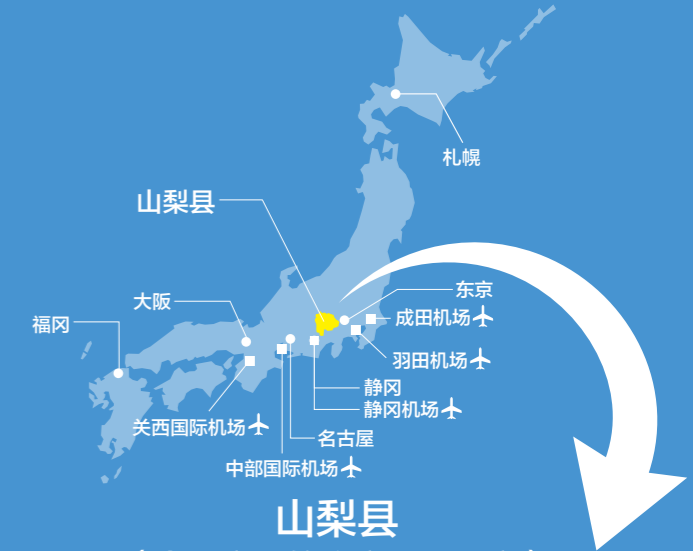 札幌
山梨县
大阪
东京
福冈
成田机场
羽田机场
静冈
静冈机场
关西国际机场
名古屋
中部国际机场
山梨县